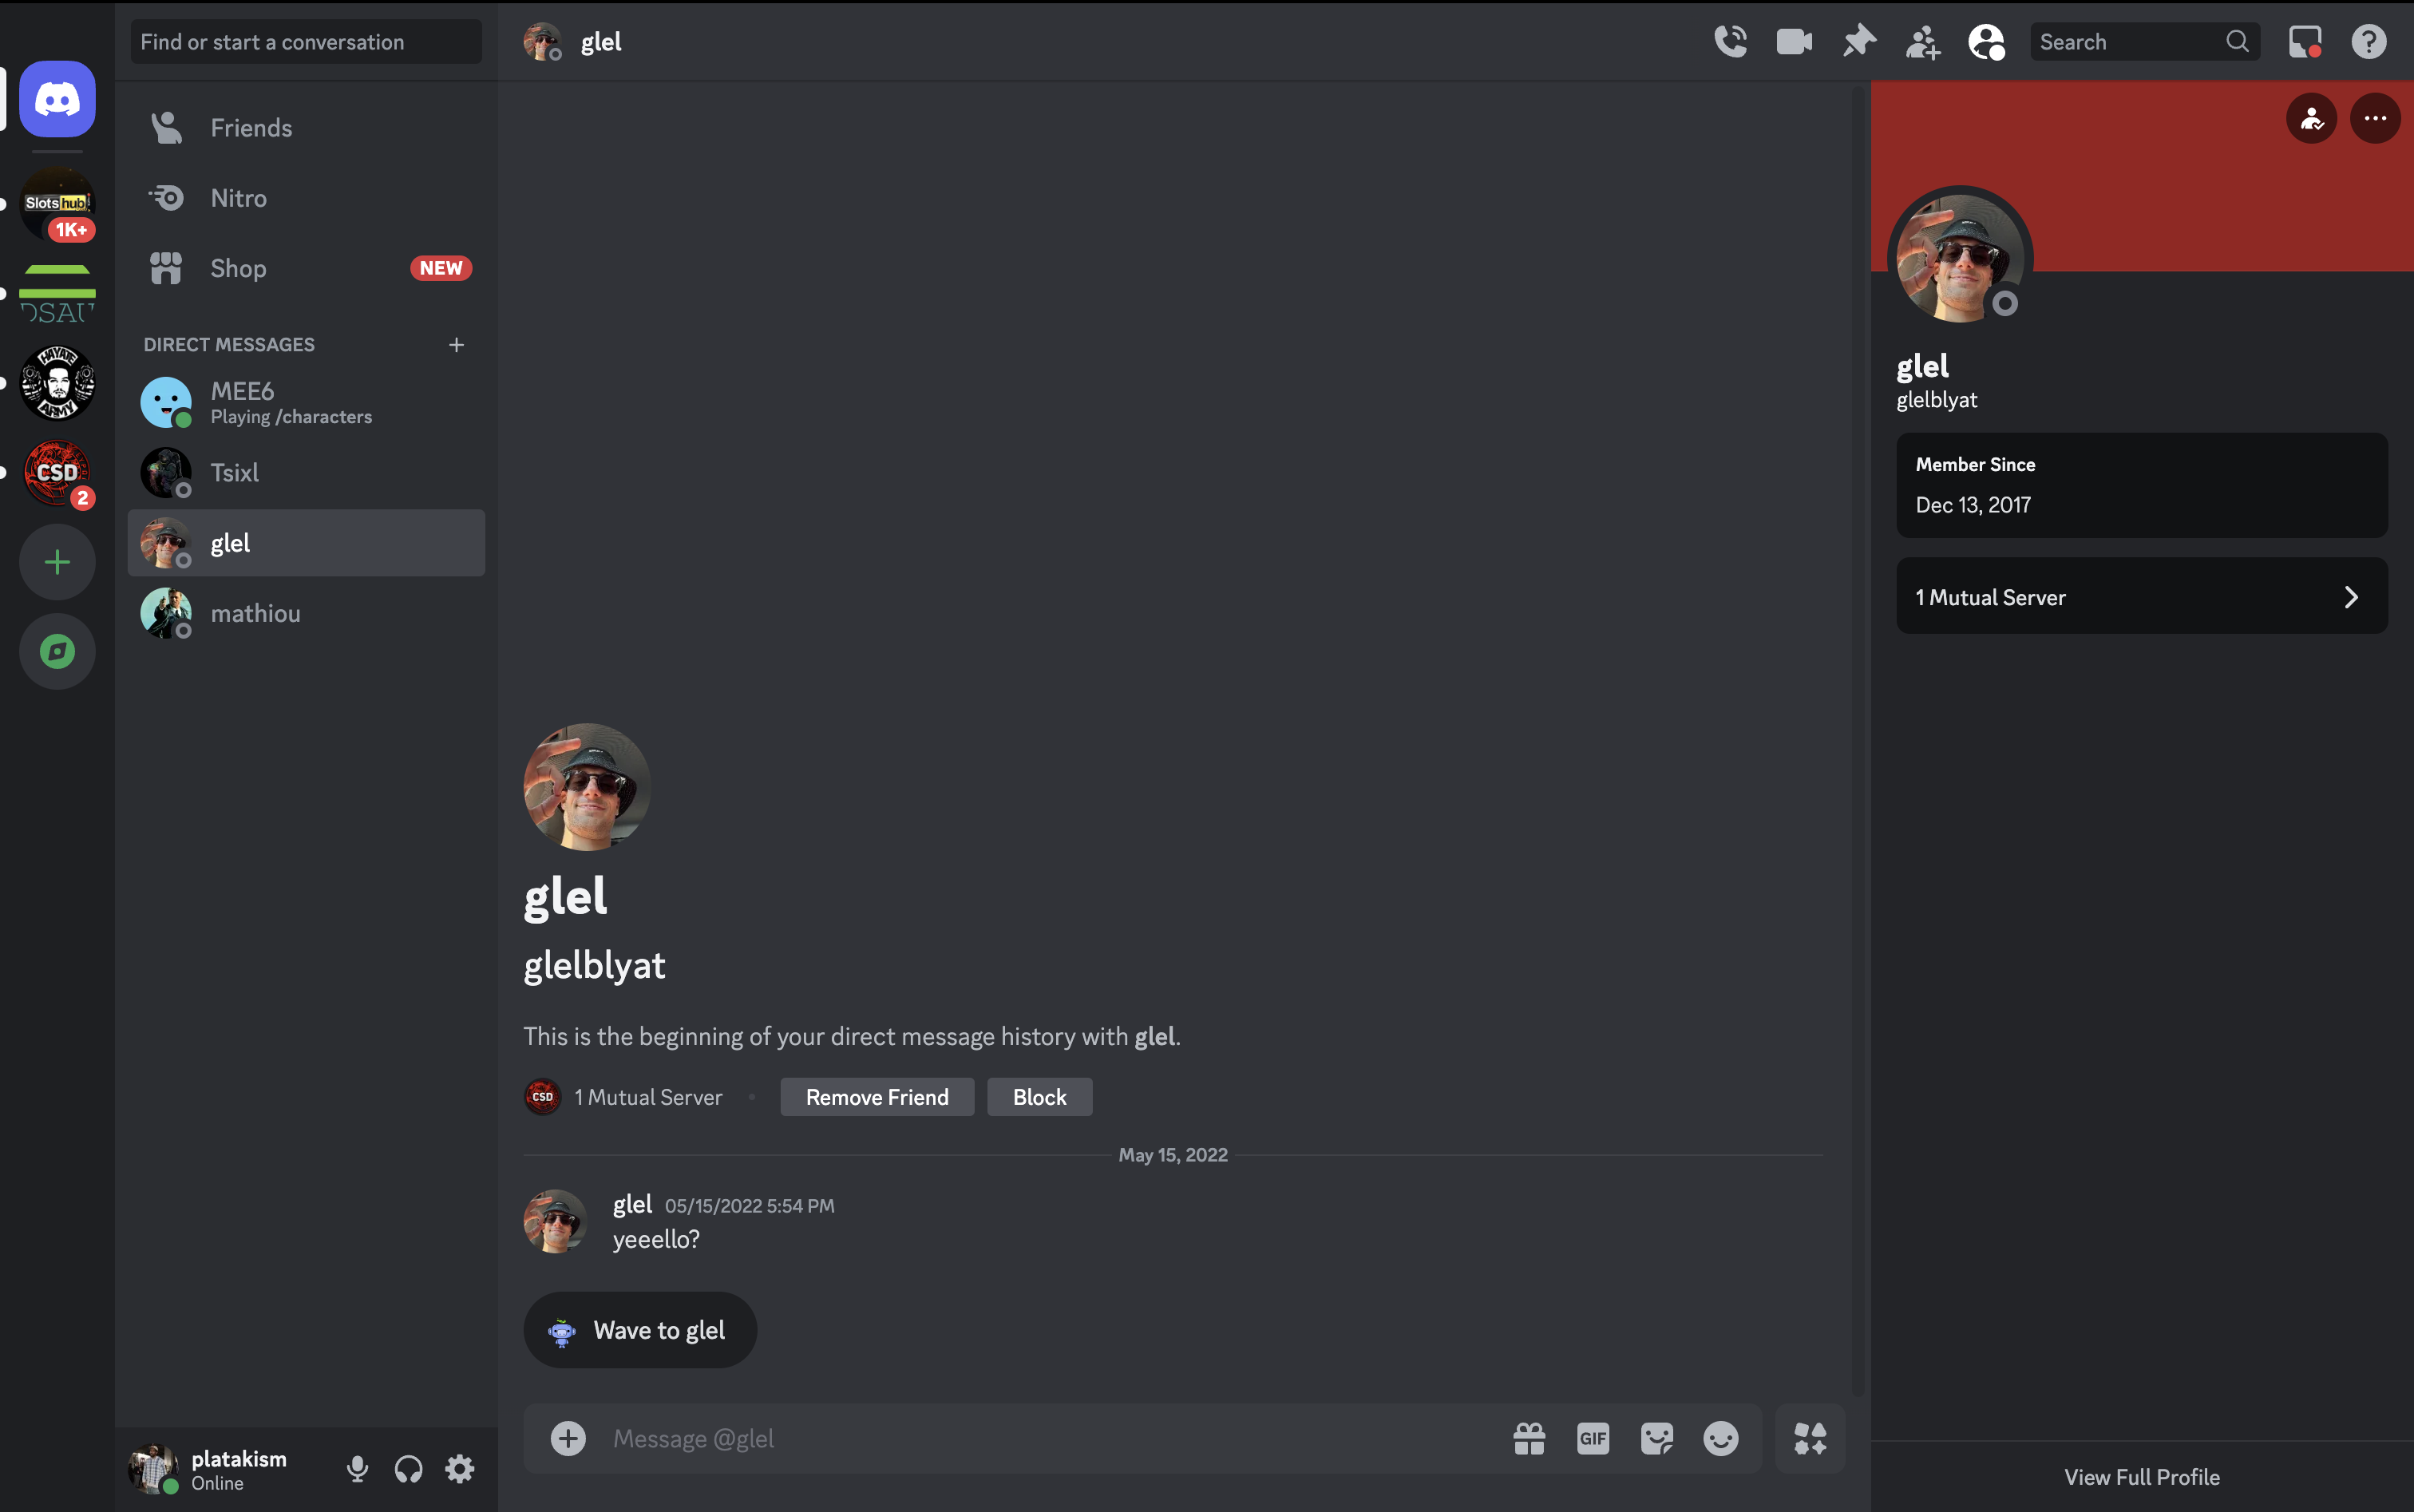 Find or start a conversation
Friends
Nitro
Shop
NEW
DIRECT MESSAGES
MEE6
Playing /characters
Tsixl
glel
mathiou
Slotshub!
1K+
HAYATE
ARMY
CSD
2
platakism
Online
glel
Search
glel
glelblyat
This is the beginning of your direct message history with glel.
CSD
1 Mutual Server
Remove Friend
Block
May 15, 2022
glel 05/15/2022 5:54 PM
yeeello?
Wave to glel
Message @glel
GIF
glel
glelblyat
Member Since
Dec 13, 2017
1 Mutual Server
View Full Profile